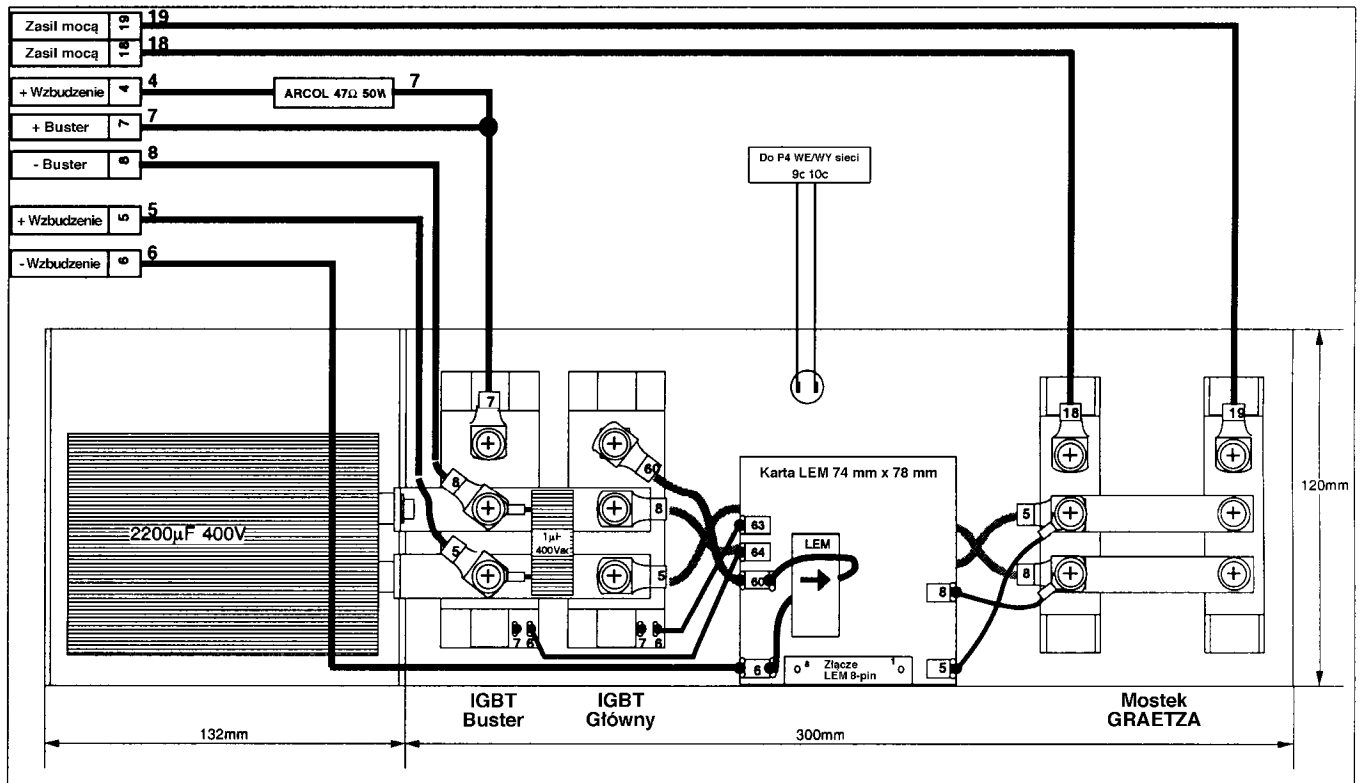 Zasil mocą 19 19
Zasil mocą 18 18
+ Wzbudzenie 4 4
ARCOL 47Ω 50W 7
+ Buster 7 7
- Buster 8 8
+ Wzbudzenie 5 5
- Wzbudzenie 6 6
Do P4 WE/WY sieci
9c 10c
7
18
19
60
8
8
5
5
2200µF 400V
1µF
400Vac
Karta LEM 74 mm x 78 mm
63
64
60
LEM
6
8
5
8 Złącze 1
LEM 8-pin
5
8
7 6
7 6
120mm
IGBT
Buster
IGBT
Główny
Mostek
GRAETZA
132mm
300mm